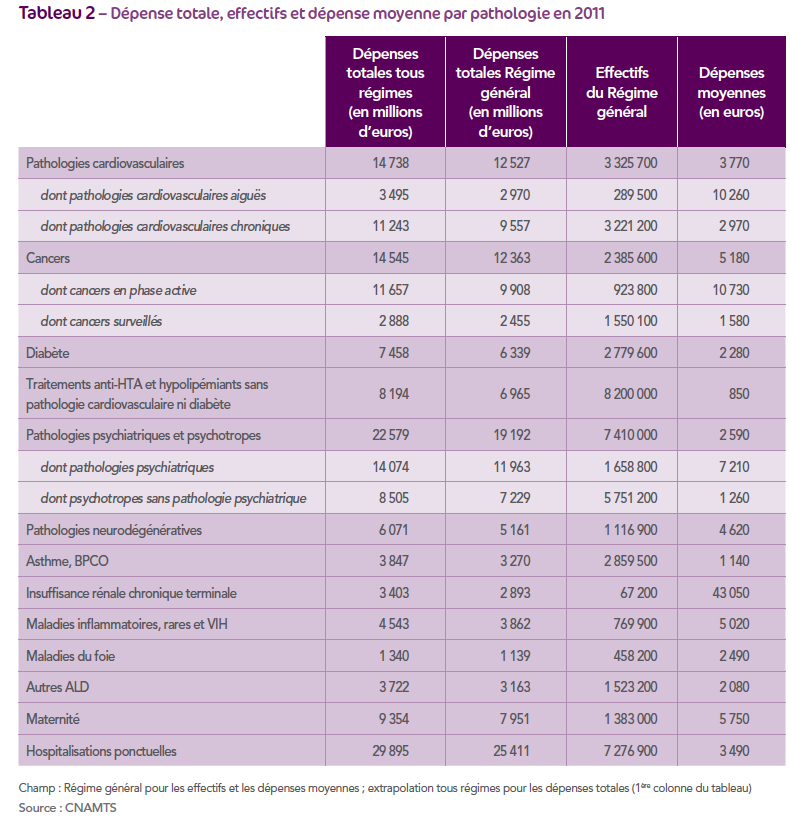 Tableau 2 – Dépense totale, effectifs et dépense moyenne par pathologie en 2011
Dépenses totales tous régimes (en millions d'euros) Dépenses totales Régime général (en millions d'euros) Effectifs du Régime général Dépenses moyennes (en euros)
Pathologies cardiovasculaires 14 738 12 527 3 325 700 3 770
dont pathologies cardiovasculaires aiguës 3 495 2 970 289 500 10 260
dont pathologies cardiovasculaires chroniques 11 243 9 557 3 221 200 2 970
Cancers 14 545 12 363 2 385 600 5 180
dont cancers en phase active 11 657 9 908 923 800 10 730
dont cancers surveillés 2 888 2 455 1 550 100 1 580
Diabète 7 458 6 339 2 779 600 2 280
Traitements anti-HTA et hypolipémiants sans
pathologie cardiovasculaire ni diabète 8 194 6 965 8 200 000 850
Pathologies psychiatriques et psychotropes 22 579 19 192 7 410 000 2 590
dont pathologies psychiatriques 14 074 11 963 1 658 800 7 210
dont psychotropes sans pathologie psychiatrique 8 505 7 229 5 751 200 1 260
Pathologies neurodégénératives 6 071 5 161 1 116 900 4 620
Asthme, BPCO 3 847 3 270 2 859 500 1 140
Insuffisance rénale chronique terminale 3 403 2 893 67 200 43 050
Maladies inflammatoires, rares et VIH 4 543 3 862 769 900 5 020
Maladies du foie 1 340 1 139 458 200 2 490
Autres ALD 3 722 3 163 1 523 200 2 080
Maternité 9 354 7 951 1 383 000 5 750
Hospitalisations ponctuelles 29 895 25 411 7 276 900 3 490
Champ : Régime général pour les effectifs et les dépenses moyennes ; extrapolation tous régimes pour les dépenses totales (1ère colonne du tableau)
Source : CNAMTS